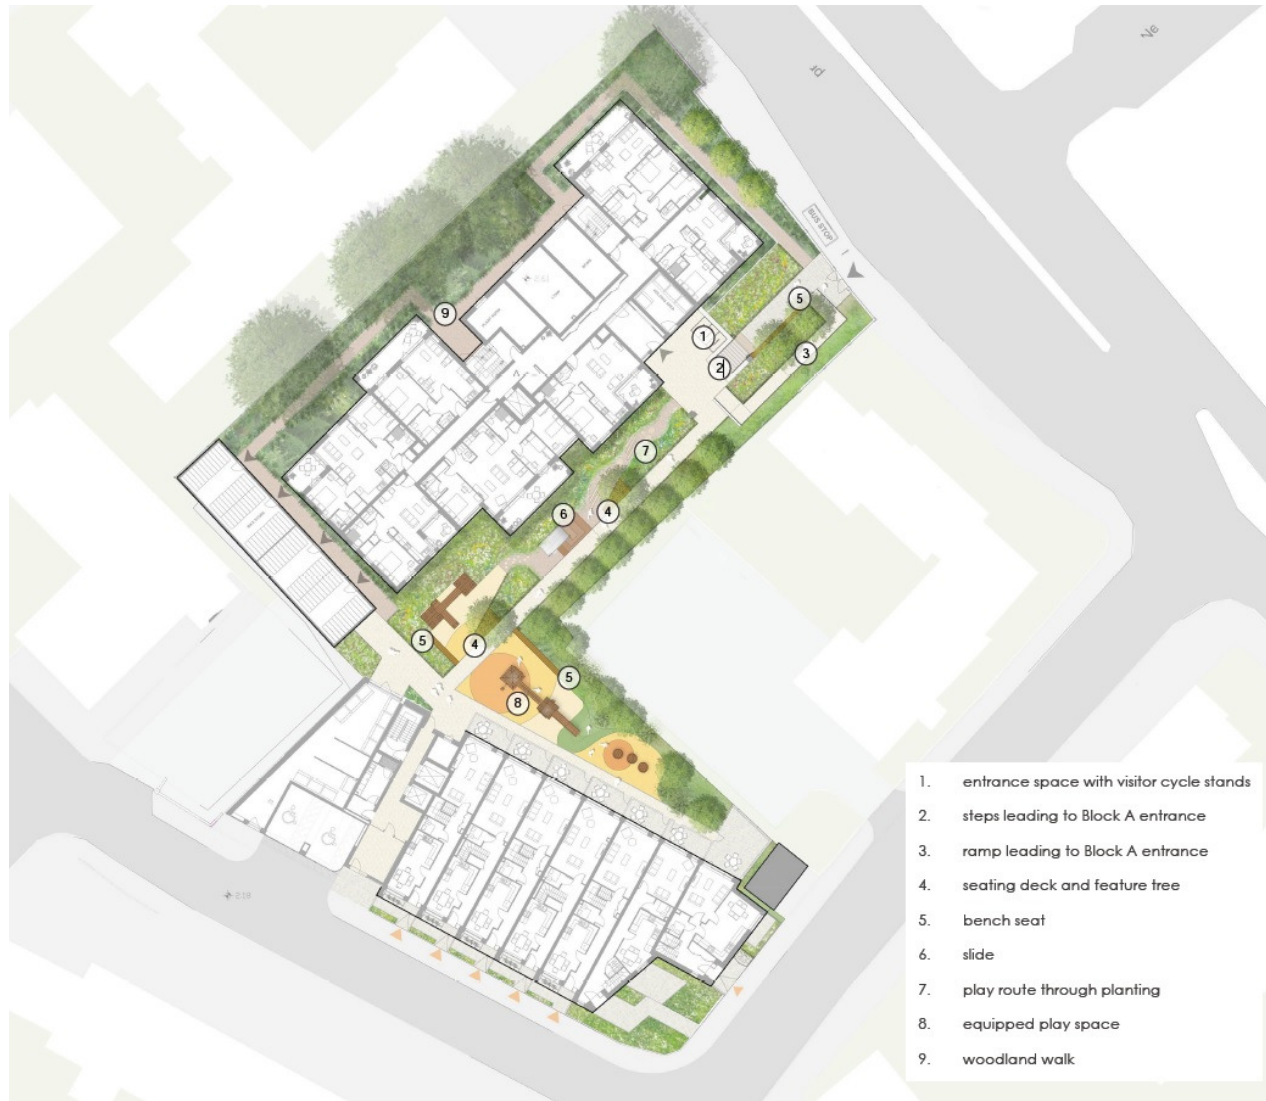 Ne
pr
BUS STOP
9
5
1
3
2
7
6
4
5
4
5
8
1. entrance space with visitor cycle stands
2. steps leading to Block A entrance
3. ramp leading to Block A entrance
4. seating deck and feature tree
5. bench seat
6. slide
7. play route through planting
8. equipped play space
9. woodland walk